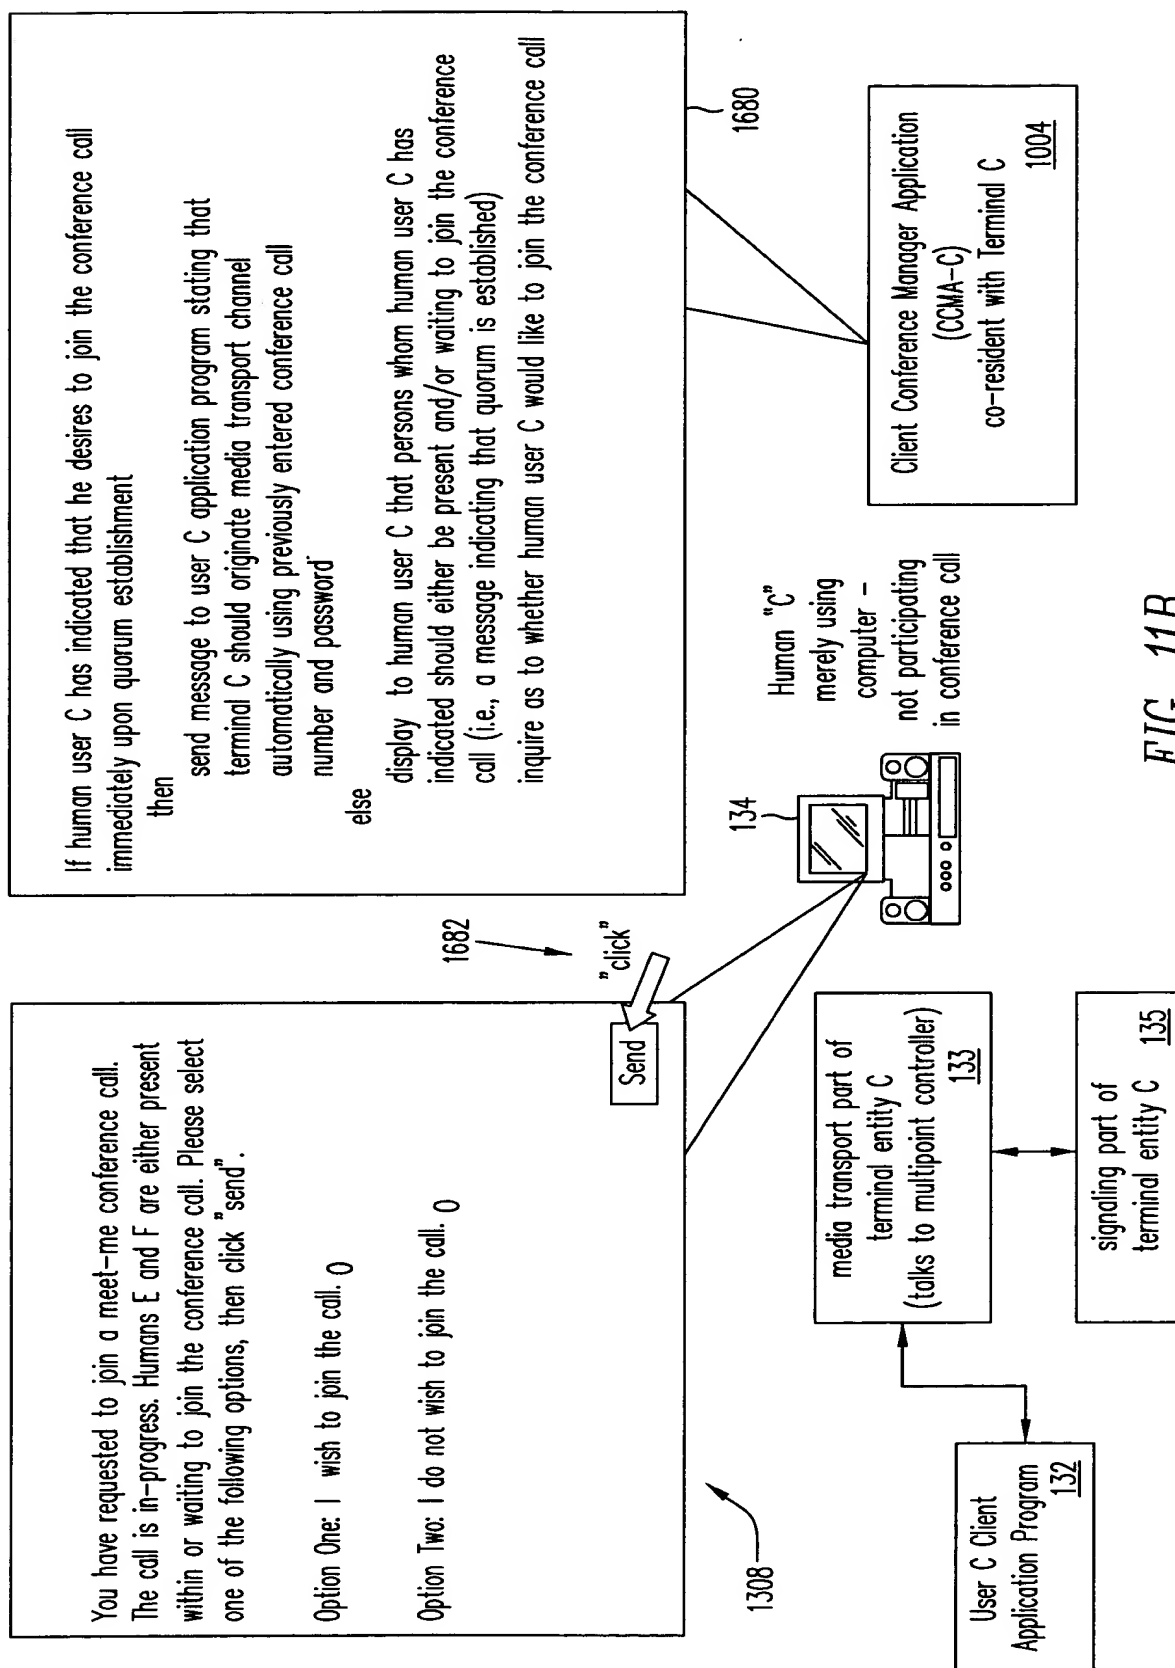 You have requested to join a meet-me conference call.
The call is in-progress. Humans E and F are either present
within or waiting to join the conference call. Please select
one of the following options, then click "send".
Option One: I wish to join the call. O
Option Two: I do not wish to join the call. O
Send
"click"
1682
1308
If human user C has indicated that he desires to join the conference call
immediately upon quorum establishment
then
send message to user C application program stating that
terminal C should originate media transport channel
automatically using previously entered conference call
number and password
else
display to human user C that persons whom human user C has
indicated should either be present and/or waiting to join the conference
call (i.e., a message indicating that quorum is established)
inquire as to whether human user C would like to join the conference call
1680
134
Human "C"
merely using
computer -
not participating
in conference call
User C Client
Application Program
132
media transport part of
terminal entity C
(talks to multipoint controller)
133
signaling part of
terminal entity C
135
Client Conference Manager Application
(CCMA-C)
co-resident with Terminal C
1004
FIG. 11B